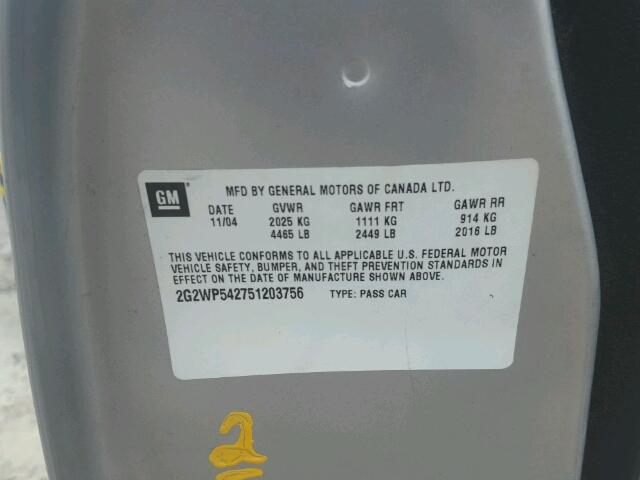 GM
MFD BY GENERAL MOTORS OF CANADA LTD.
DATE GVWR GAWR FRT GAWR RR
11/04 2025 KG 1111 KG 914 KG
4465 LB 2449 LB 2016 LB
THIS VEHICLE CONFORMS TO ALL APPLICABLE U.S. FEDERAL MOTOR
VEHICLE SAFETY, BUMPER, AND THEFT PREVENTION STANDARDS IN
EFFECT ON THE DATE OF MANUFACTURE SHOWN ABOVE.
2G2WP542751203756 TYPE: PASS CAR
2